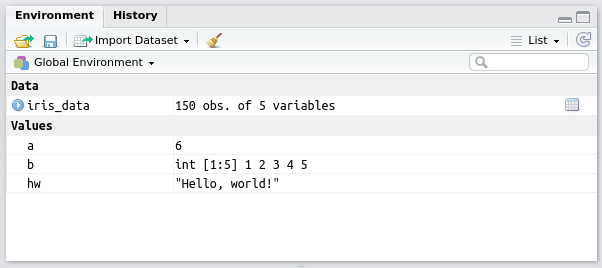 Environment History
Import Dataset List
Global Environment
Data
iris_data 150 obs. of 5 variables
Values
a 6
b int [1:5] 1 2 3 4 5
hw "Hello, world!"